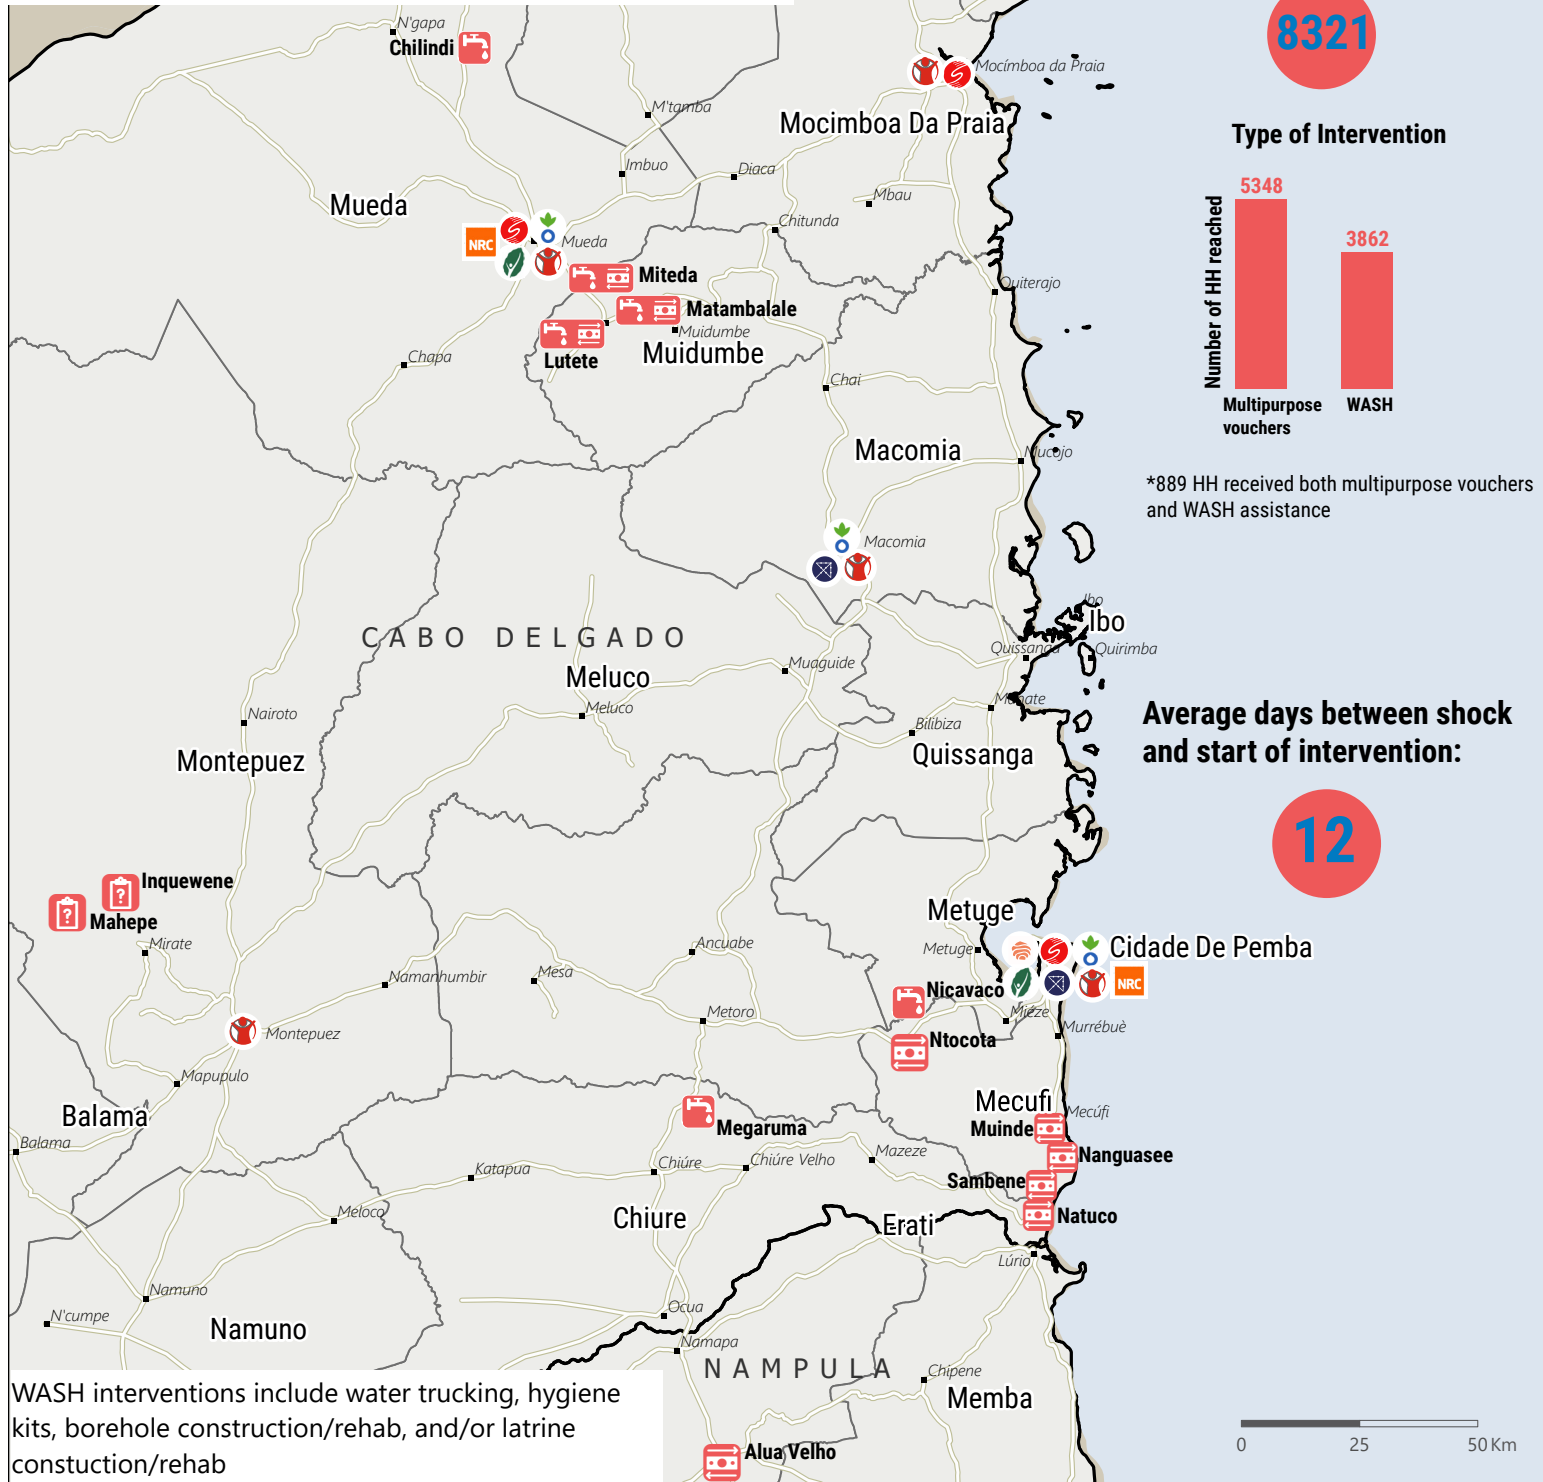 N'gapa
Chilindi
8321
Mocímboa da Praia
M'tamba
Mocimboa Da Praia
Type of Intervention
Imbuo
Diaca
5348
Mbau
Mueda
Chitunda
3862
NRC
Mueda
Miteda
Quiterajo
Number of HH reached
Matambalale
Muidumbe
Muidumbe
Lutete
Chapa
Chai
Multipurpose
vouchers
WASH
Macomia
Mucojo
*889 HH received both multipurpose vouchers
and WASH assistance
Macomia
Ibo
Ibo
CABO DELGADO
Quissanga
Quirimba
Muaguide
Meluco
Meluco
Nairoto
Mahate
Bilibiza
Average days between shock
and start of intervention:
Montepuez
Quissanga
12
Inquewene
Mahepe
Metuge
Mirate
Ancuabe
Metuge
Cidade De Pemba
Namanhumbir
Mesa
NRC
Nicavaco
Metoro
Miéze
Montepuez
Murrébuè
Ntocota
Mapupulo
Balama
Mecufi
Mecúfi
Megaruma
Muinde
Balama
Nanguasee
Katapua
Chiúre
Chiúre Velho
Mazeze
Sambene
Meloco
Chiure
Erati
Natuco
Lúrio
Namuno
N'cumpe
Ocua
Namuno
Namapa
NAMPULA
Chipene
Memba
WASH interventions include water trucking, hygiene
kits, borehole construction/rehab, and/or latrine
constuction/rehab
Alua Velho
0 25 50 Km